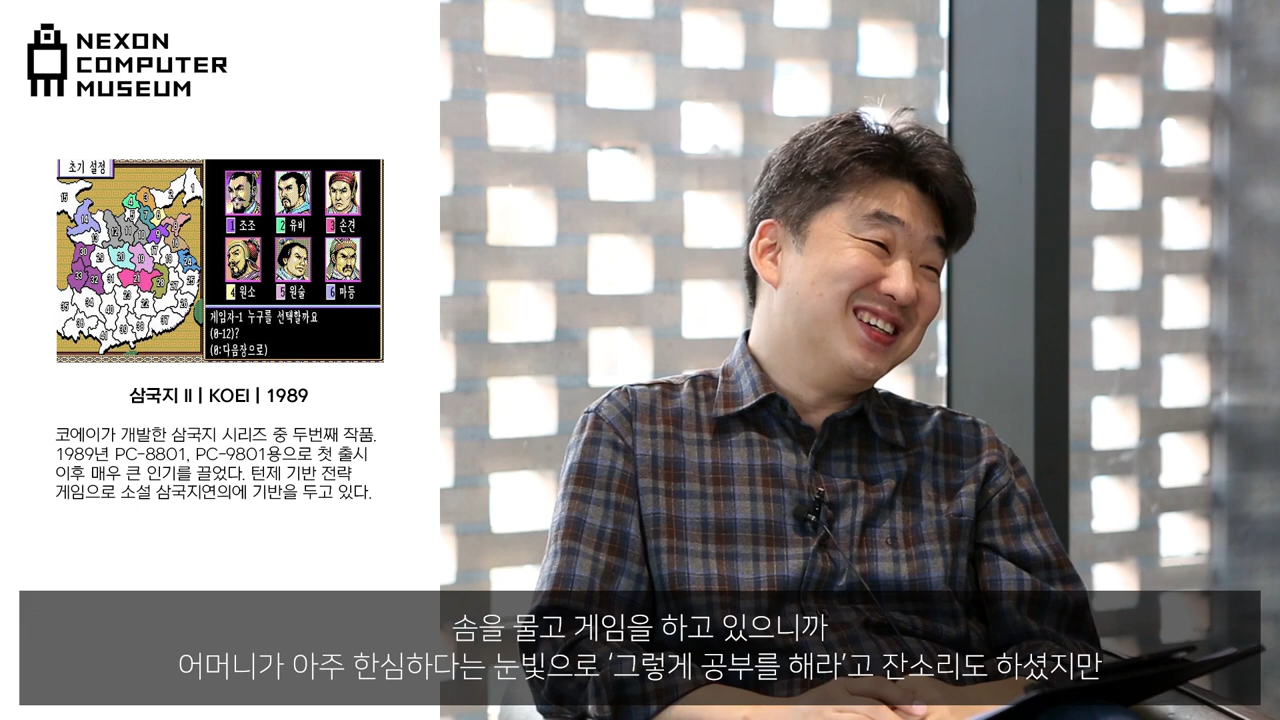 NEXON
COMPUTER
MUSEUM
초기 설정
1 조조 2 유비 3 손견
4 원소 5 원술 6 마등
게임자-1 누구를 선택할까요
(0-12)?
(0:다음장으로)
삼국지 II | KOEI | 1989
코에이가 개발한 삼국지 시리즈 중 두번째 작품.
1989년 PC-8801, PC-9801용으로 첫 출시
이후 매우 큰 인기를 끌었다. 턴제 기반 전략
게임으로 소설 삼국지연의에 기반을 두고 있다.
솜을 물고 게임을 하고 있으니까
어머니가 아주 한심하다는 눈빛으로 ‘그렇게 공부를 해라’고 잔소리도 하셨지만